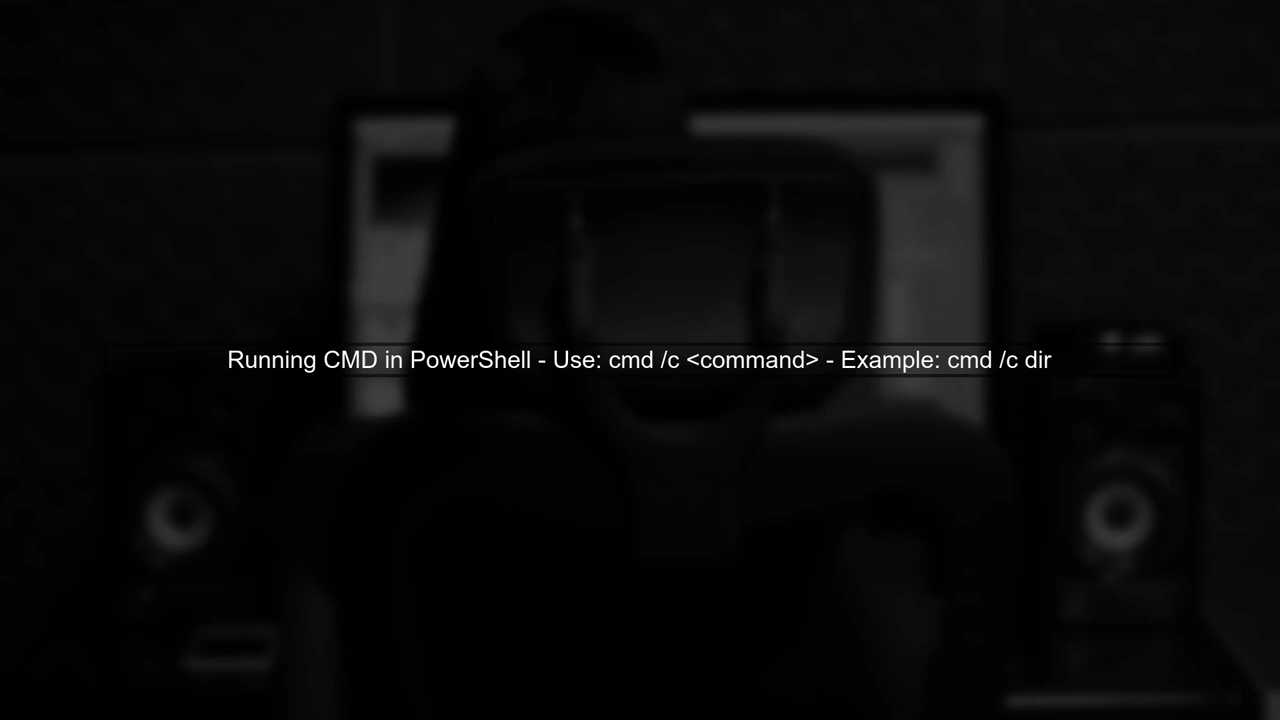 Running CMD in PowerShell - Use: cmd /c <command> - Example: cmd /c dir